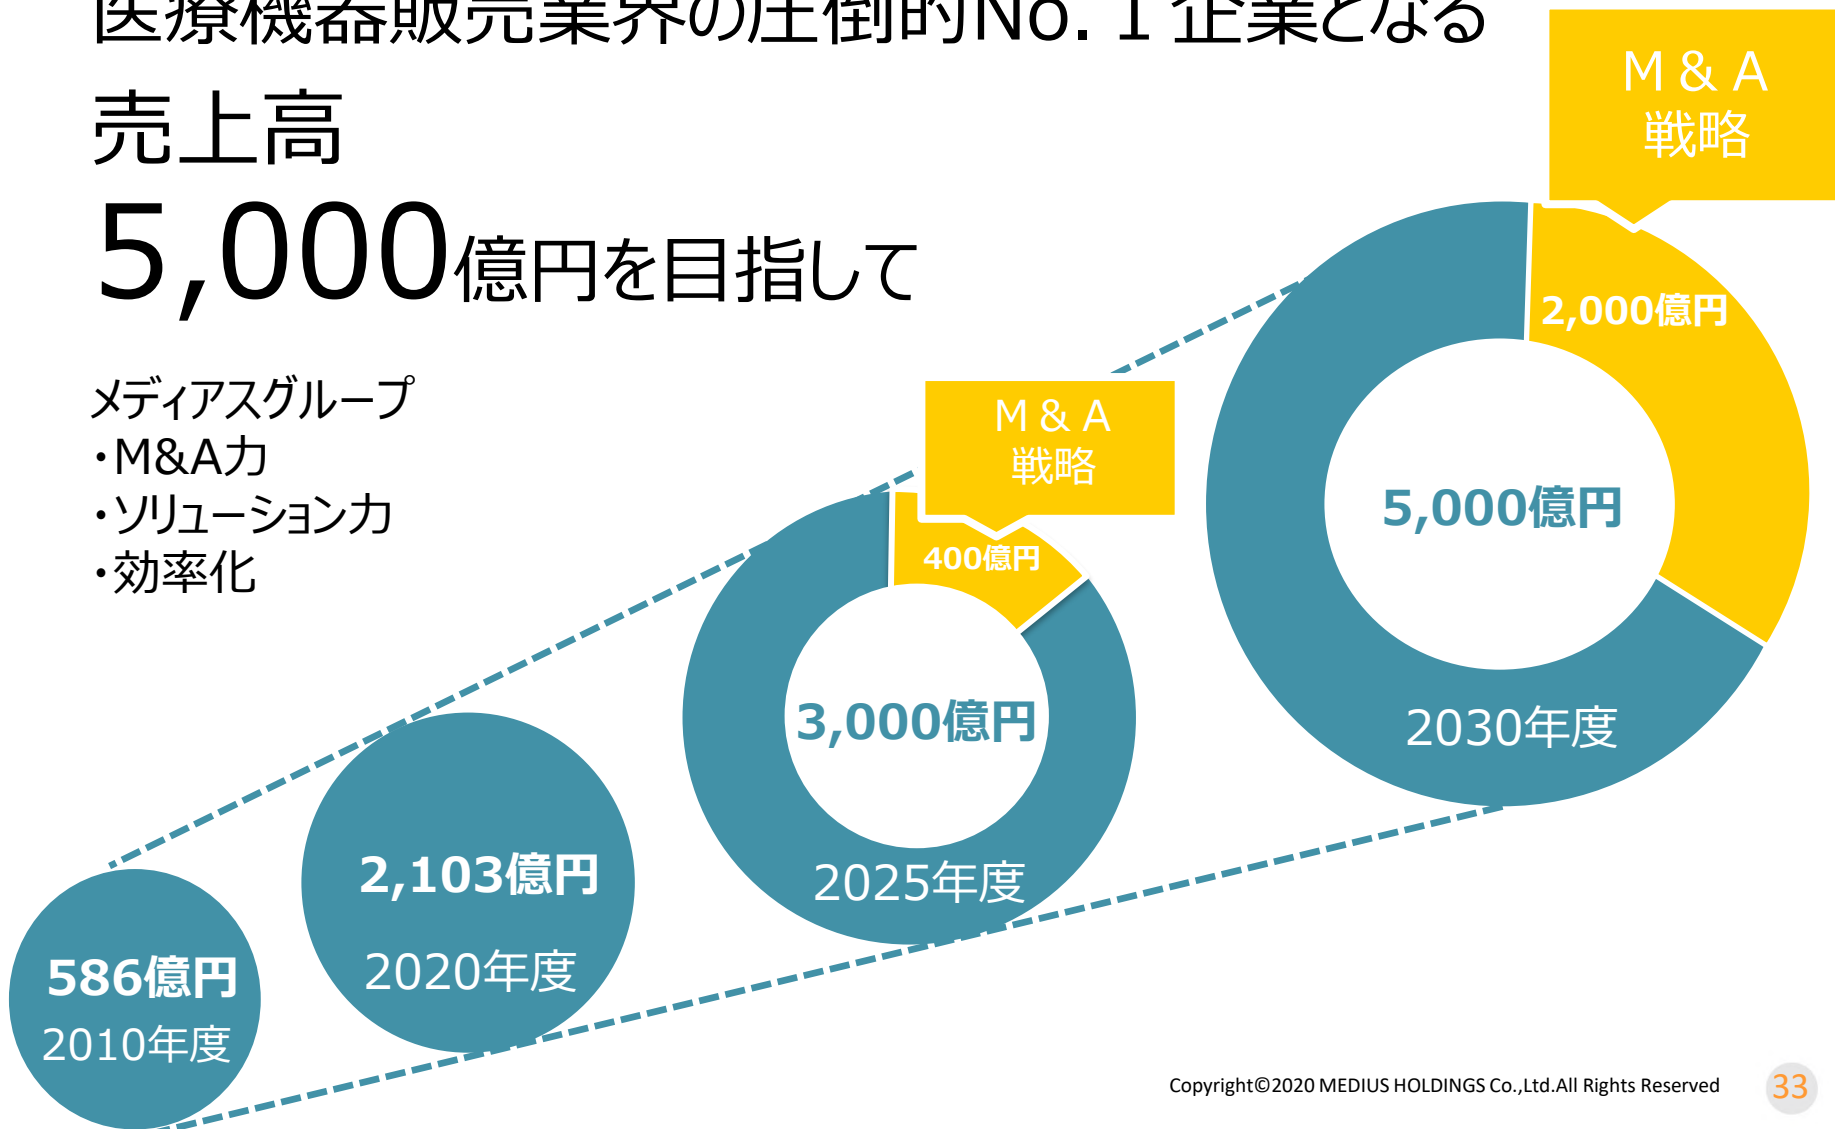 医療機器販売業界の圧倒的No.１企業となる
売上高
5,000億円を目指して
メディアスグループ
・M&A力
・ソリューション力
・効率化
M & A
戦略
2,000億円
5,000億円
2030年度
M & A
戦略
400億円
3,000億円
2025年度
2,103億円
2020年度
586億円
2010年度
Copyright©2020 MEDIUS HOLDINGS Co.,Ltd.All Rights Reserved
33